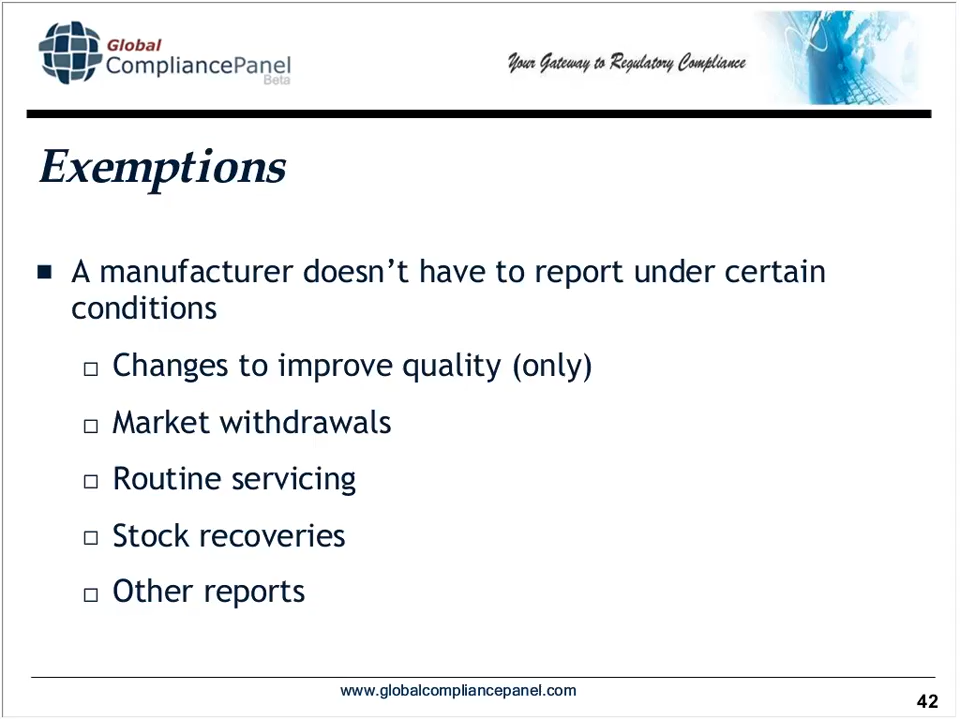 Global
CompliancePanel
Beta
Your Gateway to Regulatory Compliance
Exemptions
A manufacturer doesn’t have to report under certain
conditions
Changes to improve quality (only)
Market withdrawals
Routine servicing
Stock recoveries
Other reports
www.globalcompliancepanel.com
42